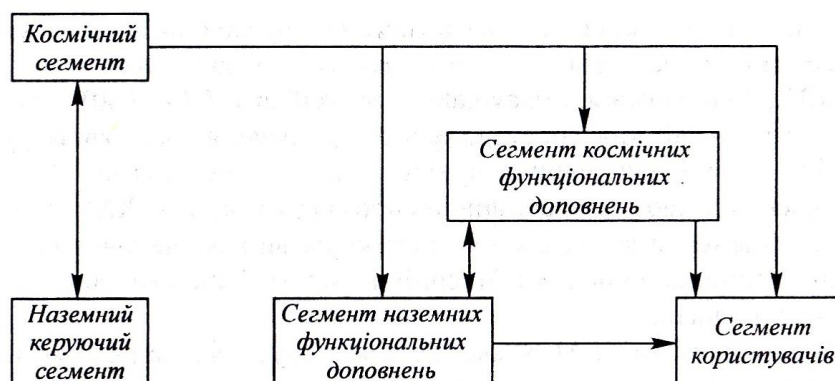 Космічний
сегмент
Сегмент космічних
функціональних
доповнень
Наземний
керуючий
сегмент
Сегмент наземних
функціональних
доповнень
Сегмент
користувачів